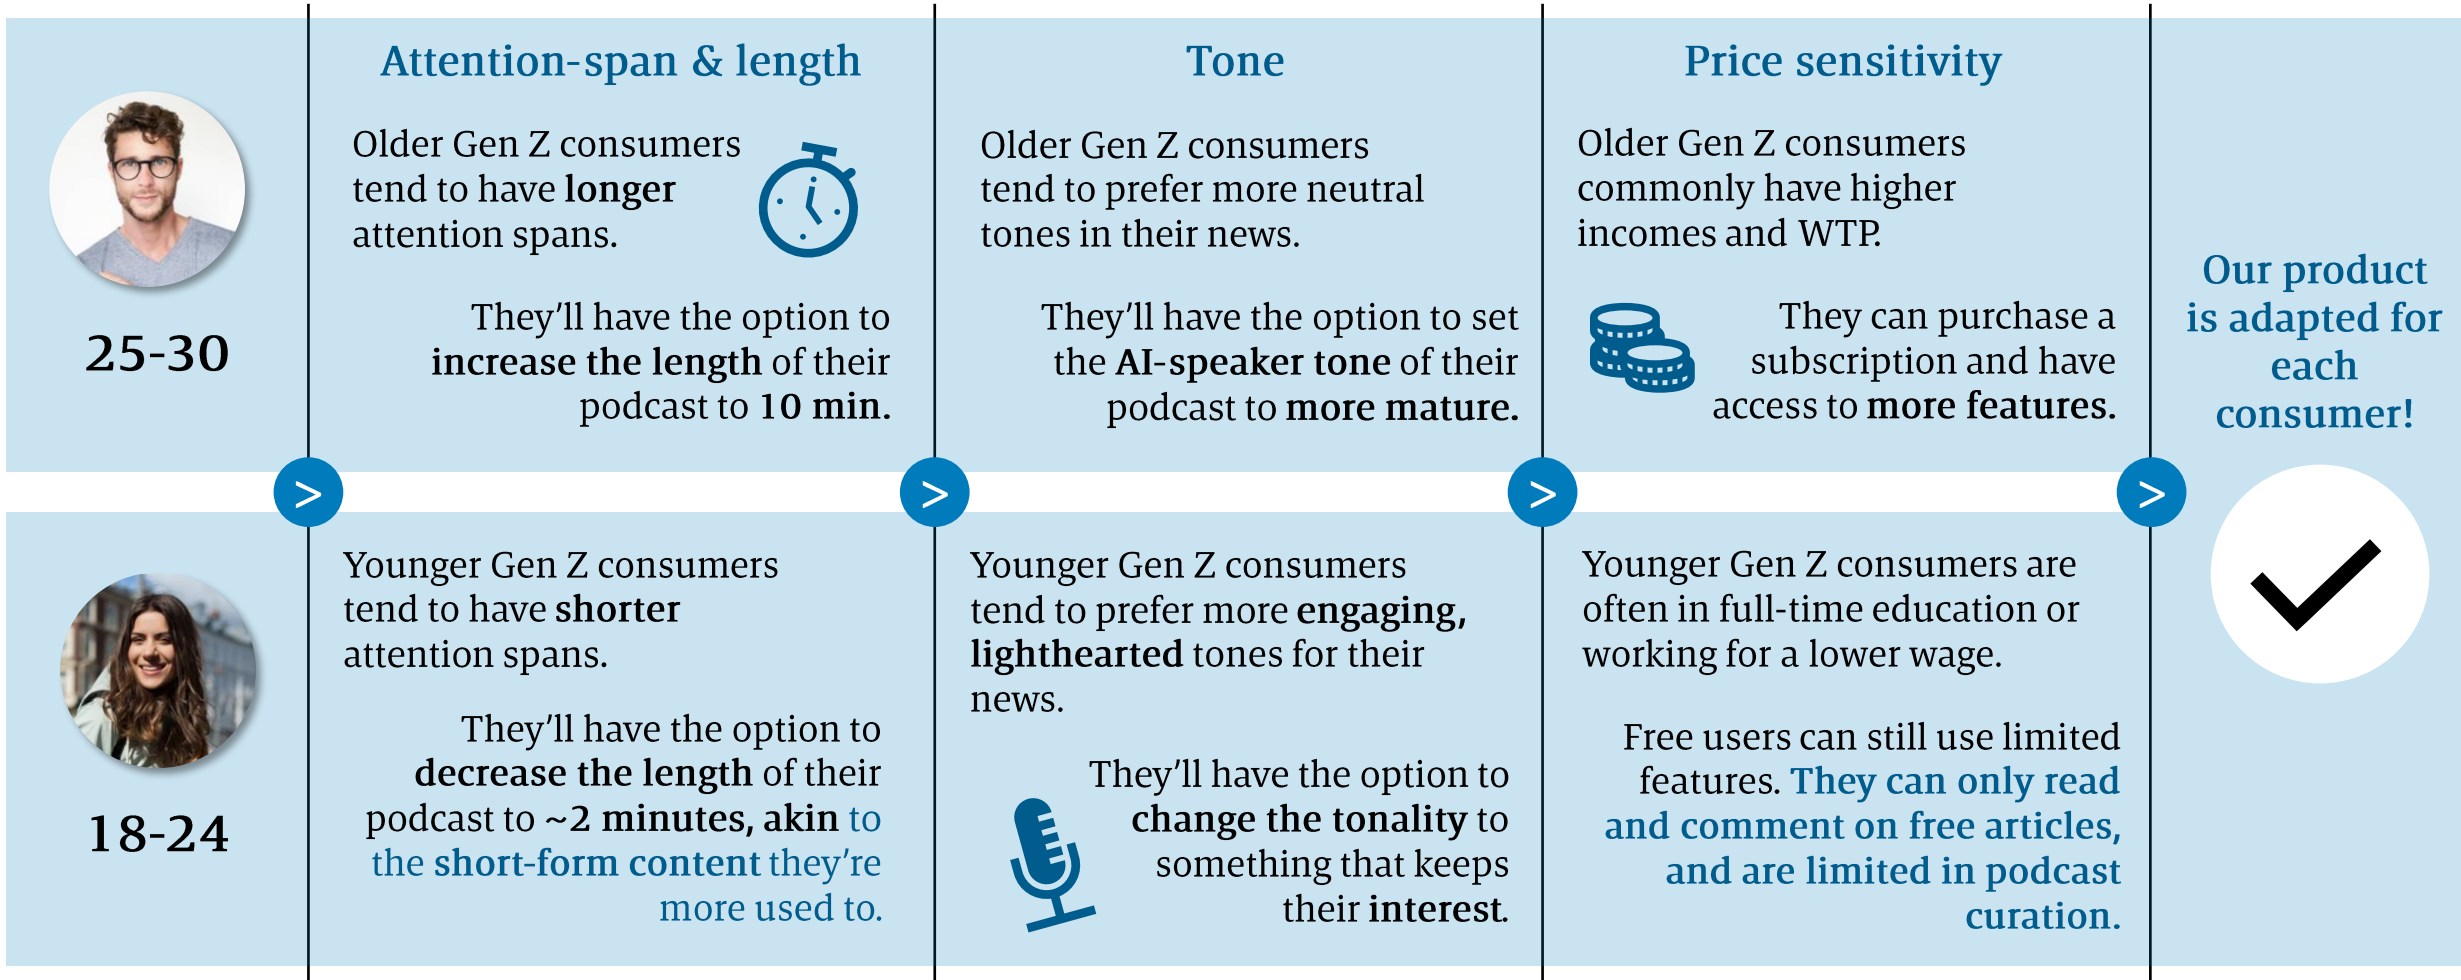 Attention-span & length
Tone
Price sensitivity
25-30
Older Gen Z consumers
tend to have longer
attention spans.
They'll have the option to
increase the length of their
podcast to 10 min.
Older Gen Z consumers
tend to prefer more neutral
tones in their news.
They'll have the option to set
the AI-speaker tone of their
podcast to more mature.
Older Gen Z consumers
commonly have higher
incomes and WTP.
They can purchase a
subscription and have
access to more features.
Our product
is adapted for
each
consumer!
>
>
>
>
18-24
Younger Gen Z consumers
tend to have shorter
attention spans.
They'll have the option to
decrease the length of their
podcast to ~2 minutes, akin to
the short-form content they're
more used to.
Younger Gen Z consumers
tend to prefer more engaging,
lighthearted tones for their
news.
They'll have the option to
change the tonality to
something that keeps
their interest.
Younger Gen Z consumers are
often in full-time education or
working for a lower wage.
Free users can still use limited
features. They can only read
and comment on free articles,
and are limited in podcast
curation.